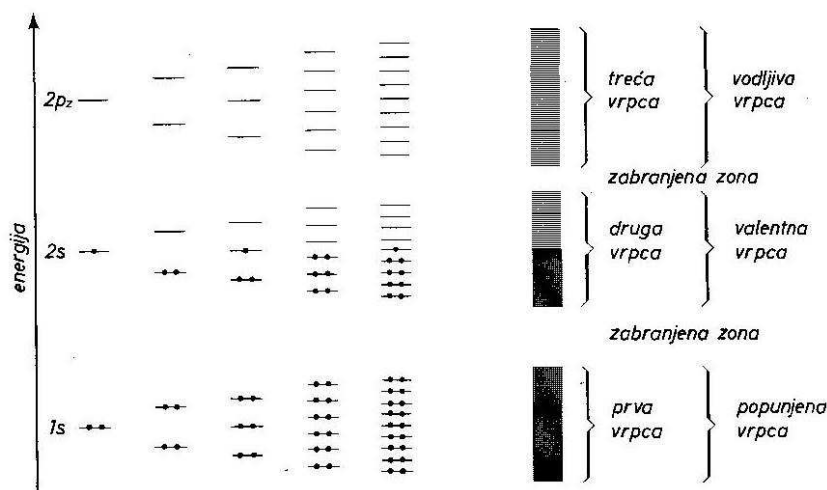 energija
2p_z
2s
1s
treća
vrpca
vodljiva
vrpca
zabranjena zona
druga
vrpca
valentna
vrpca
zabranjena zona
prva
vrpca
popunjena
vrpca